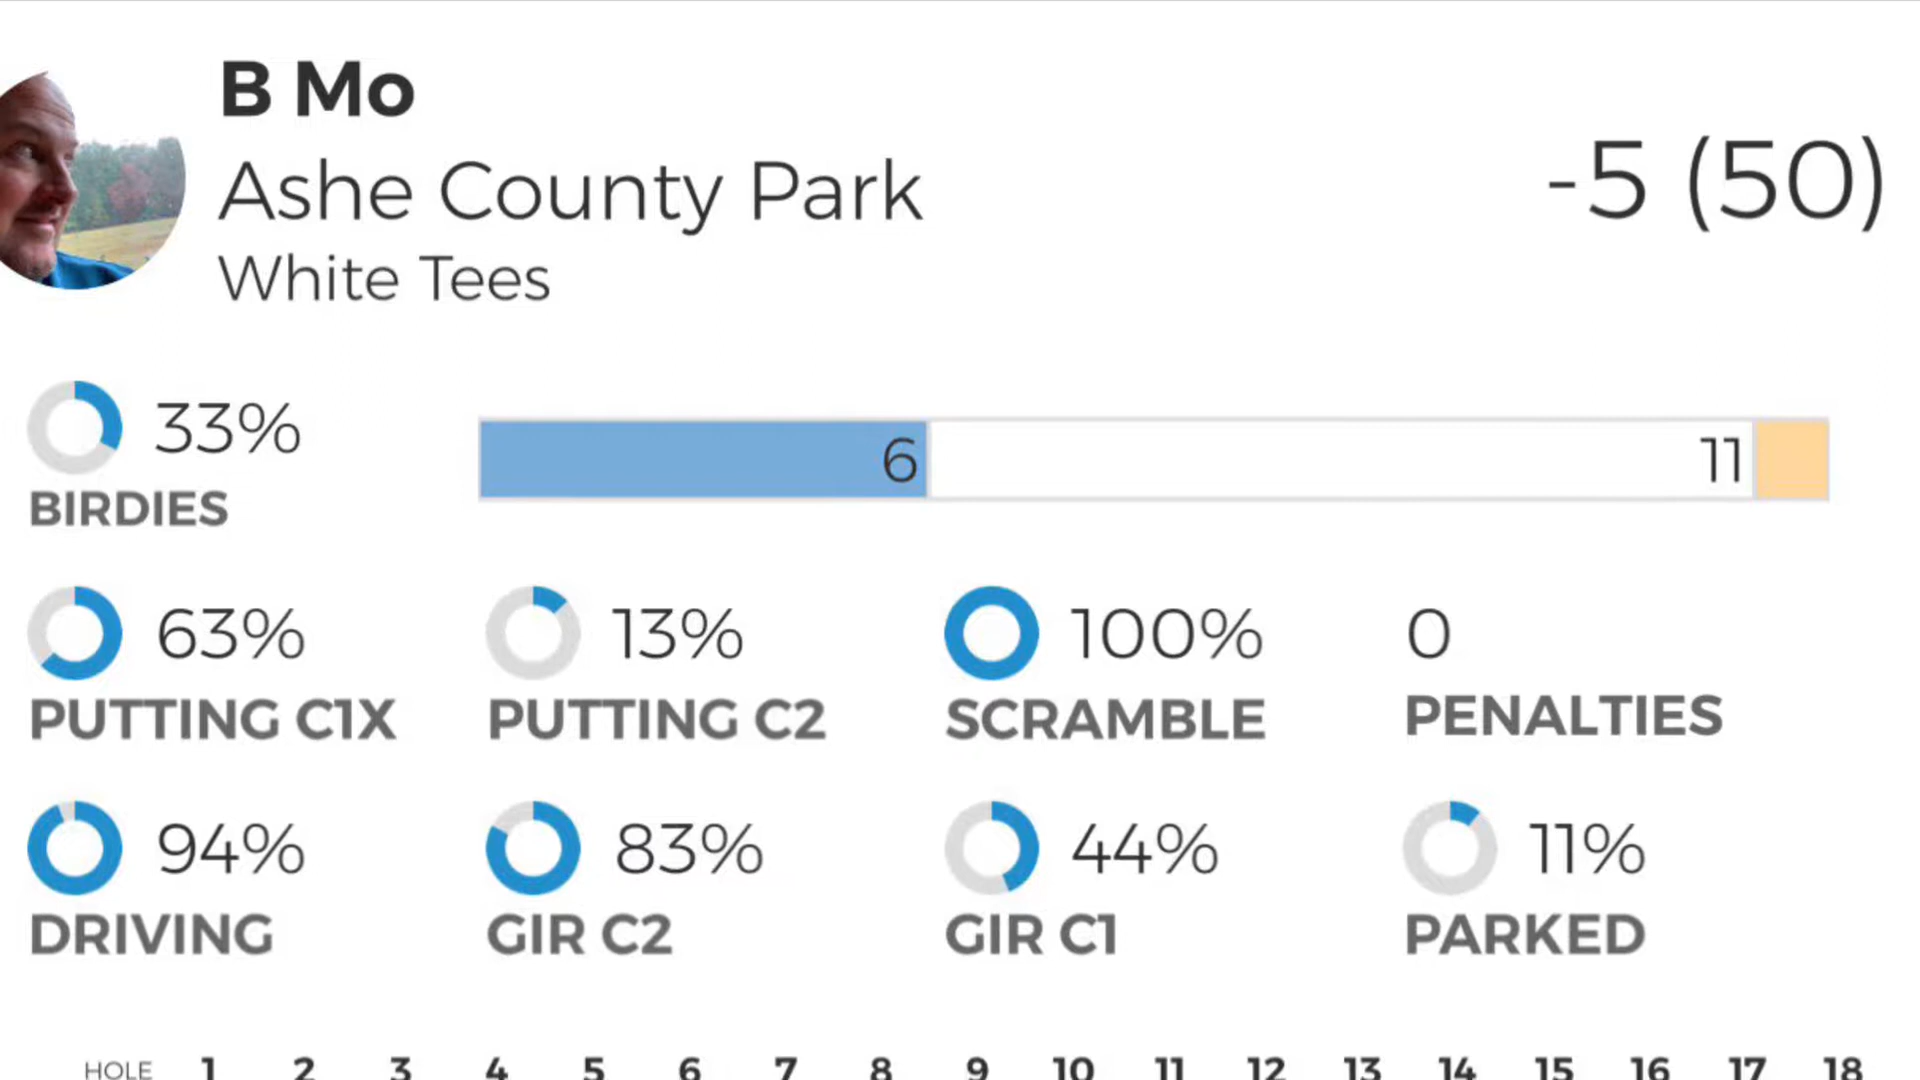 B Mo
Ashe County Park
-5 (50)
White Tees
33%
6
11
BIRDIES
63%
13%
100%
0
PUTTING C1X
PUTTING C2
SCRAMBLE
PENALTIES
94%
83%
44%
11%
DRIVING
GIR C2
GIR C1
PARKED
HOLE 1 2 3 4 5 6 7 8 9 10 11 12 13 14 15 16 17 18